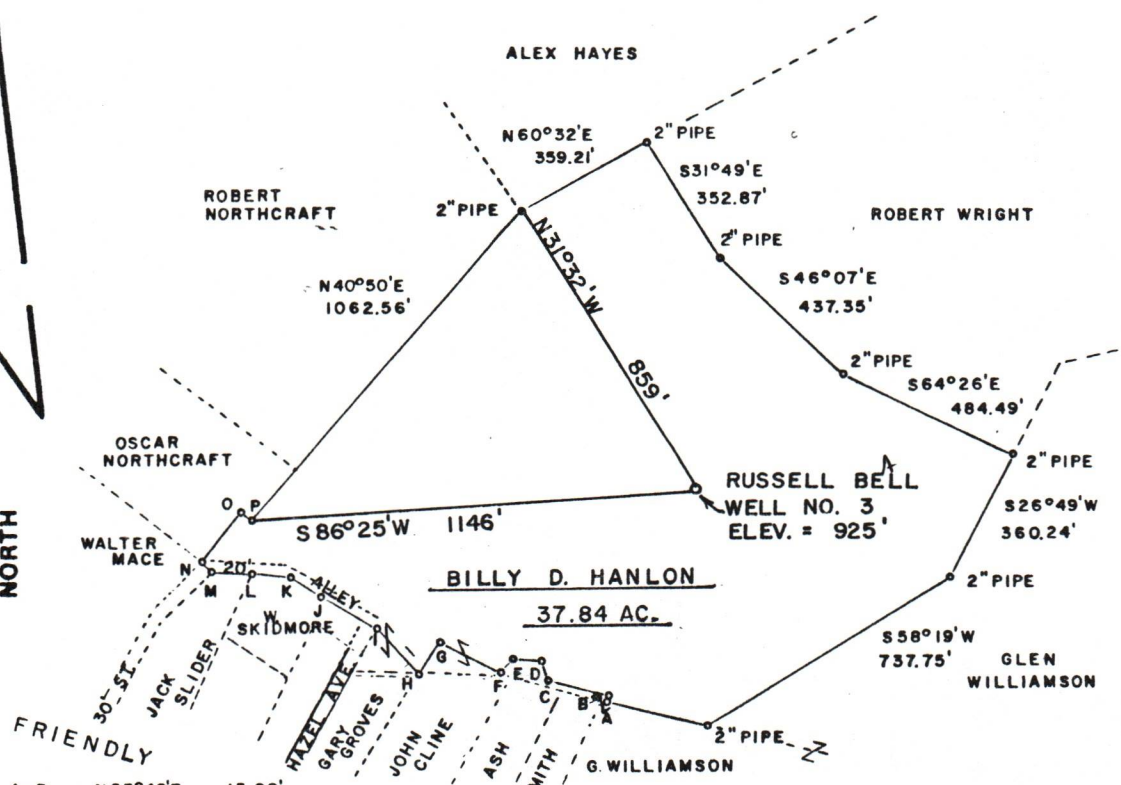 ALEX HAYES
N60°32'E
359.21'
2" PIPE
S31°49'E
352.87'
ROBERT
NORTHCRAFT
2" PIPE
ROBERT WRIGHT
2" PIPE
N31°32'W
859'
N40°50'E
1062.56'
S46°07'E
437.35'
2" PIPE
S64°26'E
484.49'
OSCAR
NORTHCRAFT
2" PIPE
RUSSELL BELL
WELL NO. 3
ELEV. = 925'
S26°49'W
360.24'
O P
S86°25'W 1146'
NORTH
WALTER
MACE
N
M
20'
L
K
ALLEY
J
I
BILLY D. HANLON
37.84 AC.
2" PIPE
W.
SKIDMORE
S58°19'W
737.75'
GLEN
WILLIAMSON
G
H
F
E
D
C
B
A
30' ST.
JACK
SLIDER
HAZEL AVE
GARY
GROVES
JOHN
CLINE
ASH
2" PIPE
G. WILLIAMSON
FRIENDLY